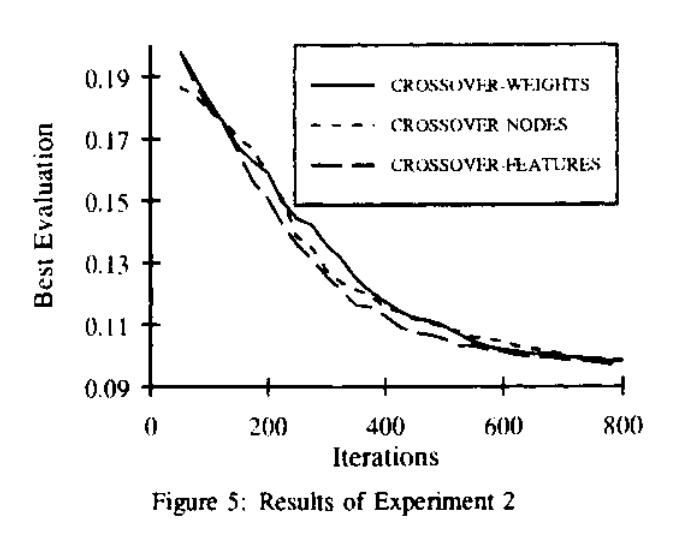 0.19
0.17
0.15
0.13
0.11
0.09
Best Evaluation
CROSSOVER-WEIGHTS
CROSSOVER NODES
CROSSOVER-FEATURES
0 200 400 600 800
Iterations
Figure 5: Results of Experiment 2